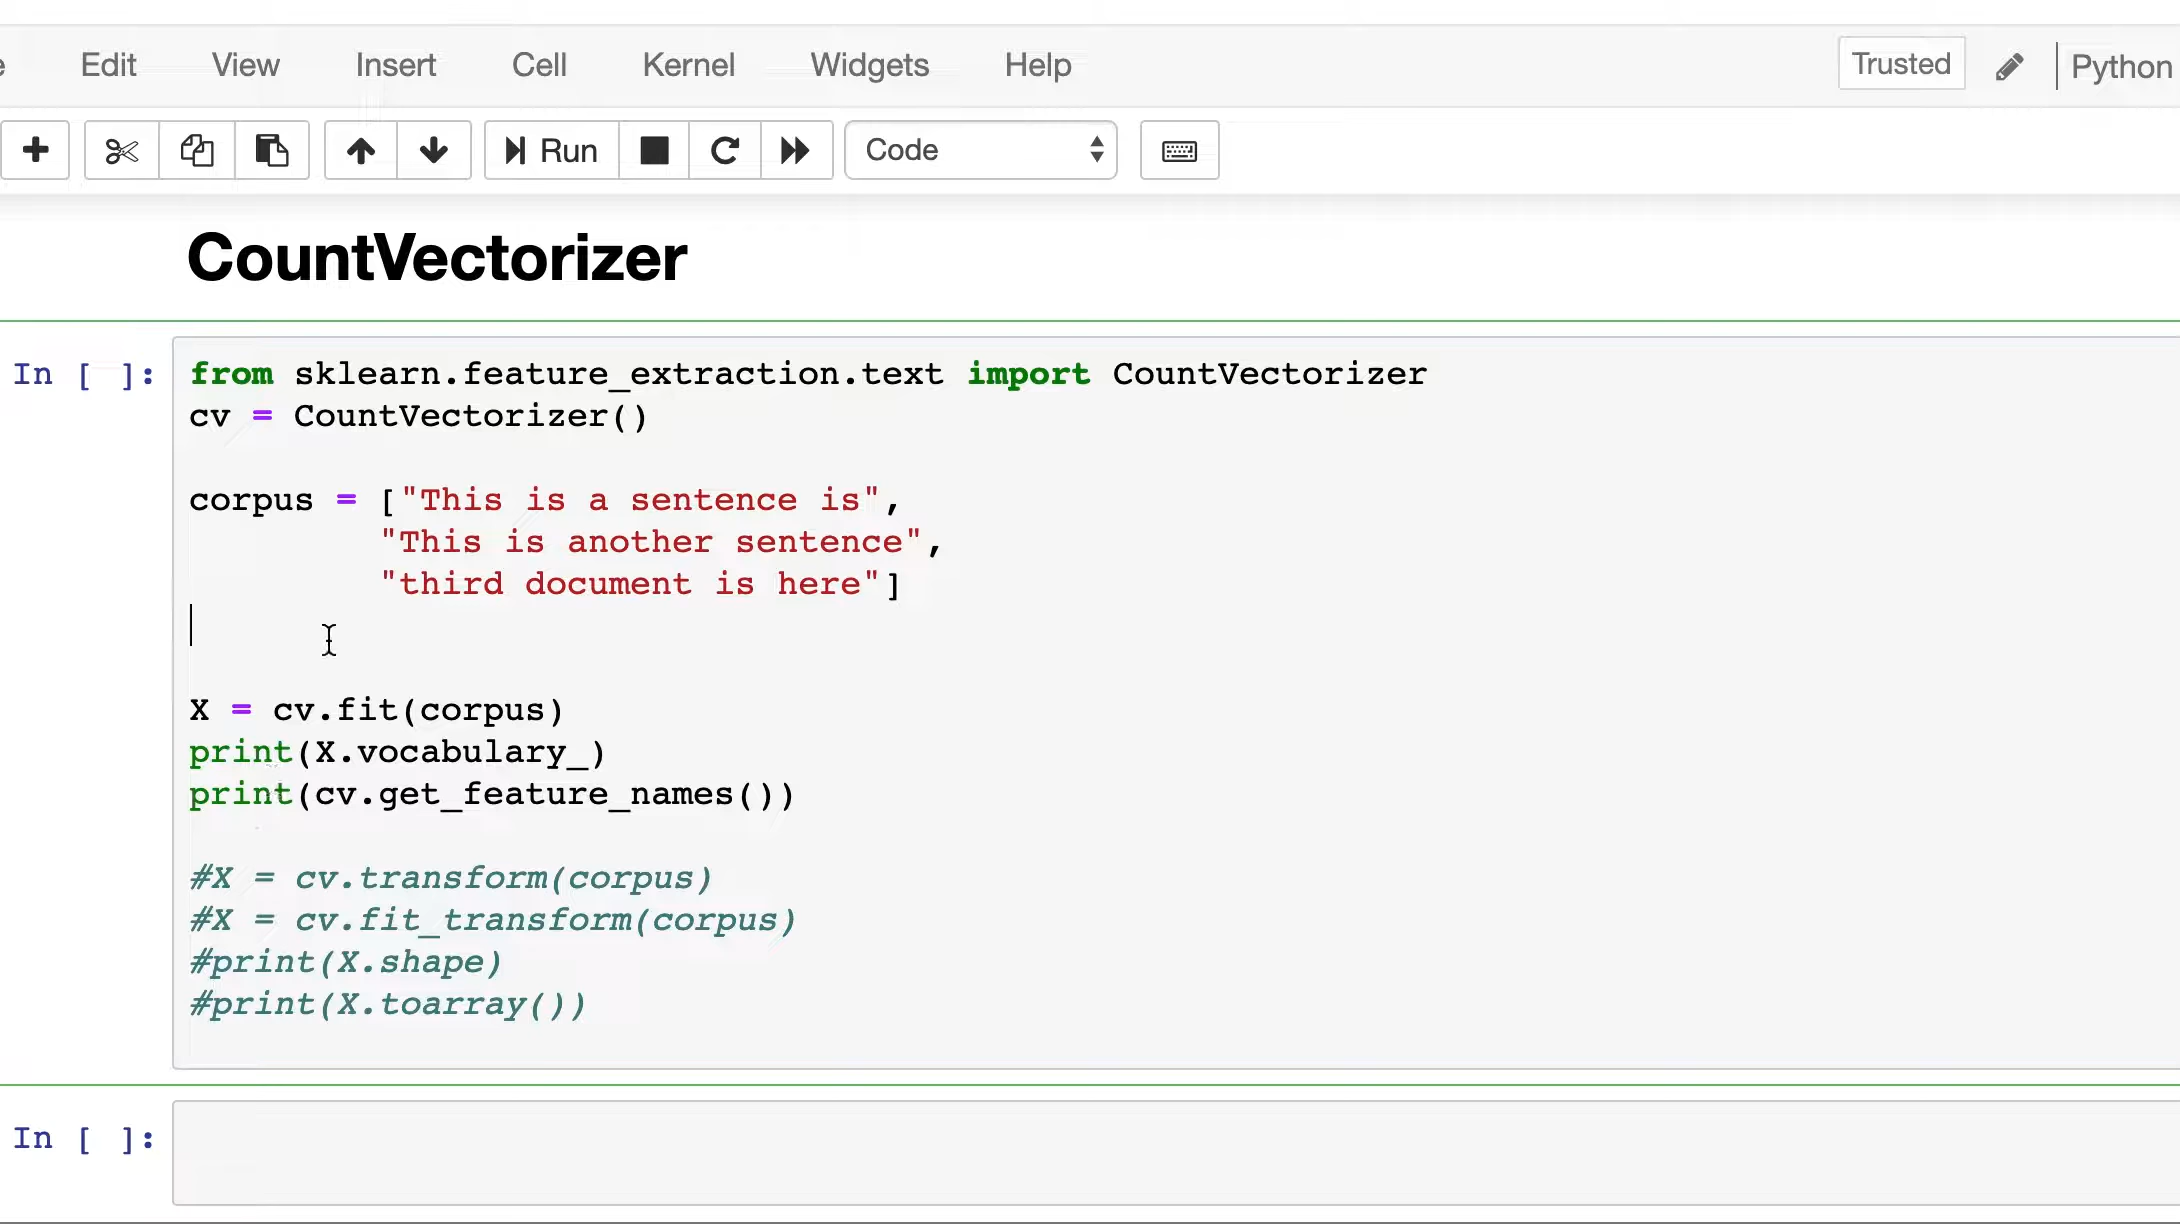 Edit View Insert Cell Kernel Widgets Help Trusted Python
Run Code
CountVectorizer
In [ ]:
from sklearn.feature_extraction.text import CountVectorizer
cv = CountVectorizer()
corpus = ["This is a sentence is",
"This is another sentence",
"third document is here"]
X = cv.fit(corpus)
print(X.vocabulary_)
print(cv.get_feature_names())
#X = cv.transform(corpus)
#X = cv.fit_transform(corpus)
#print(X.shape)
#print(X.toarray())
In [ ]: